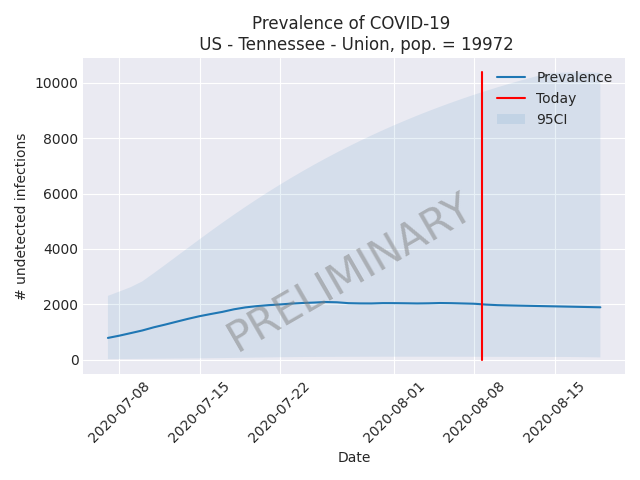 Prevalence of COVID-19
US - Tennessee - Union, pop. = 19972
10000
8000
6000
4000
2000
0
# undetected infections
Prevalence
Today
95CI
PRELIMINARY
2020-07-08
2020-07-15
2020-07-22
2020-08-01
2020-08-08
2020-08-15
Date